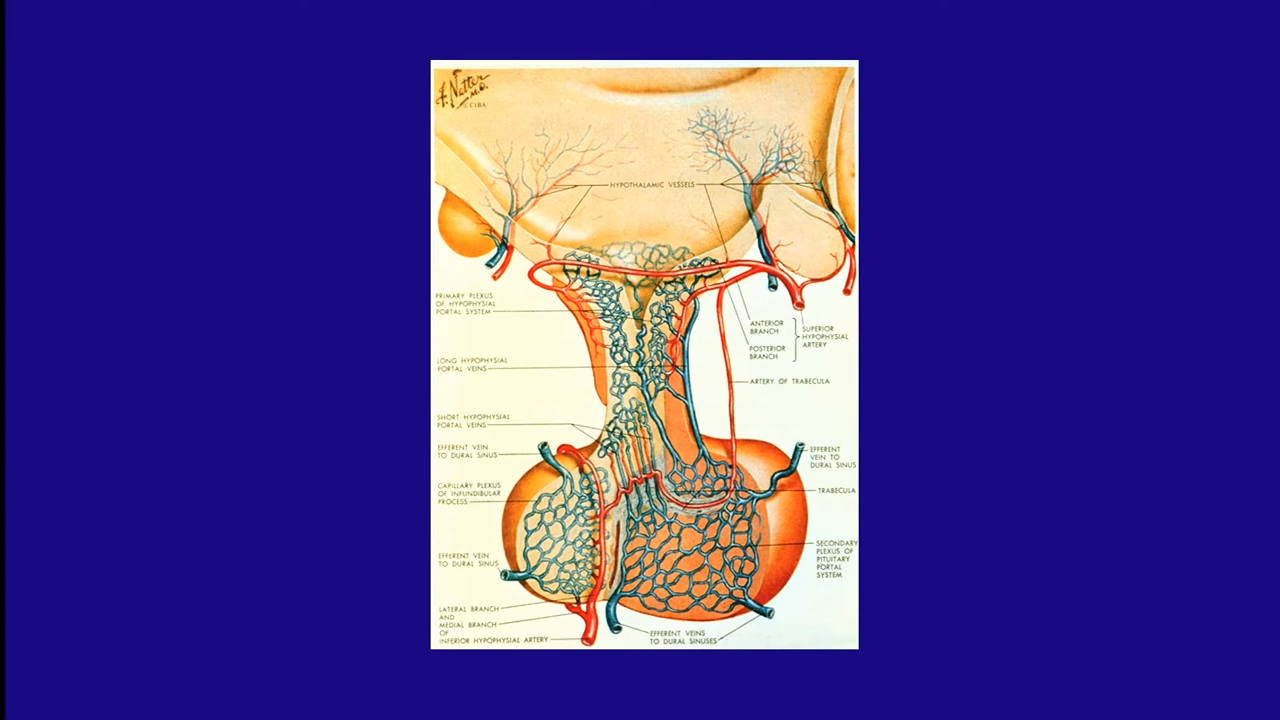 F. Netter
M.D.
© CIBA
HYPOTHALAMIC VESSELS
PRIMARY PLEXUS
OF HYPOPHYSIAL
PORTAL SYSTEM
LONG HYPOPHYSIAL
PORTAL VEINS
SHORT HYPOPHYSIAL
PORTAL VEINS
EFFERENT VEIN
TO DURAL SINUS
CAPILLARY PLEXUS
OF INFUNDIBULAR
PROCESS
EFFERENT VEIN
TO DURAL SINUS
LATERAL BRANCH
AND
MEDIAL BRANCH
OF
INFERIOR HYPOPHYSIAL ARTERY
ANTERIOR
BRANCH
POSTERIOR
BRANCH
SUPERIOR
HYPOPHYSIAL
ARTERY
ARTERY OF TRABECULA
EFFERENT
VEIN TO
DURAL SINUS
TRABECULA
SECONDARY
PLEXUS OF
PITUITARY
PORTAL
SYSTEM
EFFERENT VEINS
TO DURAL SINUSES